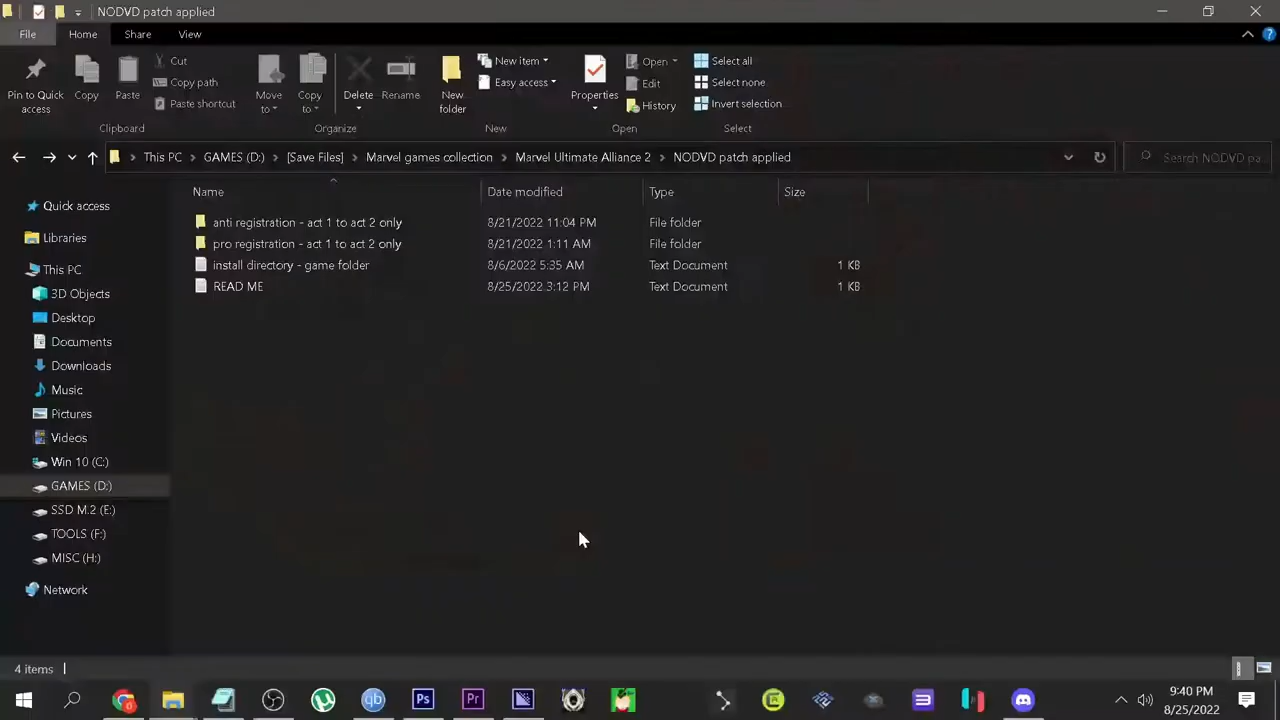 NODVD patch applied
File Home Share View
Pin to Quick access
Copy
Paste
Cut
Copy path
Paste shortcut
Clipboard
Move to
Copy to
Delete
Rename
Organize
New folder
New item
Easy access
New
Properties
Open
Edit
History
Open
Select all
Select none
Invert selection
Select
This PC > GAMES (D:) > [Save Files] > Marvel games collection > Marvel Ultimate Alliance 2 > NODVD patch applied
Search NODVD pa...
Name Date modified Type Size
anti registration - act 1 to act 2 only 8/21/2022 11:04 PM File folder
pro registration - act 1 to act 2 only 8/21/2022 1:11 AM File folder
install directory - game folder 8/6/2022 5:35 AM Text Document 1 KB
READ ME 8/25/2022 3:12 PM Text Document 1 KB
Quick access
Libraries
This PC
3D Objects
Desktop
Documents
Downloads
Music
Pictures
Videos
Win 10 (C:)
GAMES (D:)
SSD M.2 (E:)
TOOLS (F:)
MISC (H:)
Network
4 items
qb Ps Pr
9:40 PM
8/25/2022